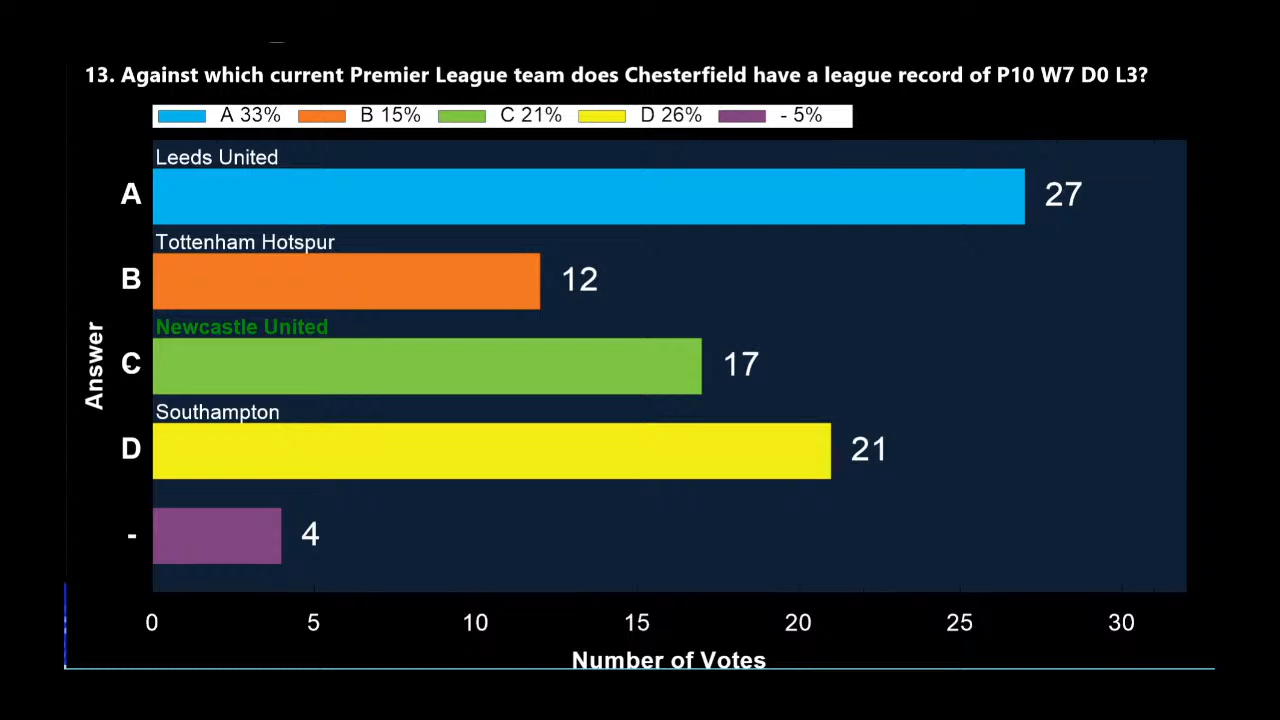 13. Against which current Premier League team does Chesterfield have a league record of P10 W7 D0 L3?
A 33% B 15% C 21% D 26% - 5%
Leeds United
A 27
Tottenham Hotspur
B 12
Newcastle United
C 17
Southampton
D 21
- 4
Answer
0 5 10 15 20 25 30
Number of Votes